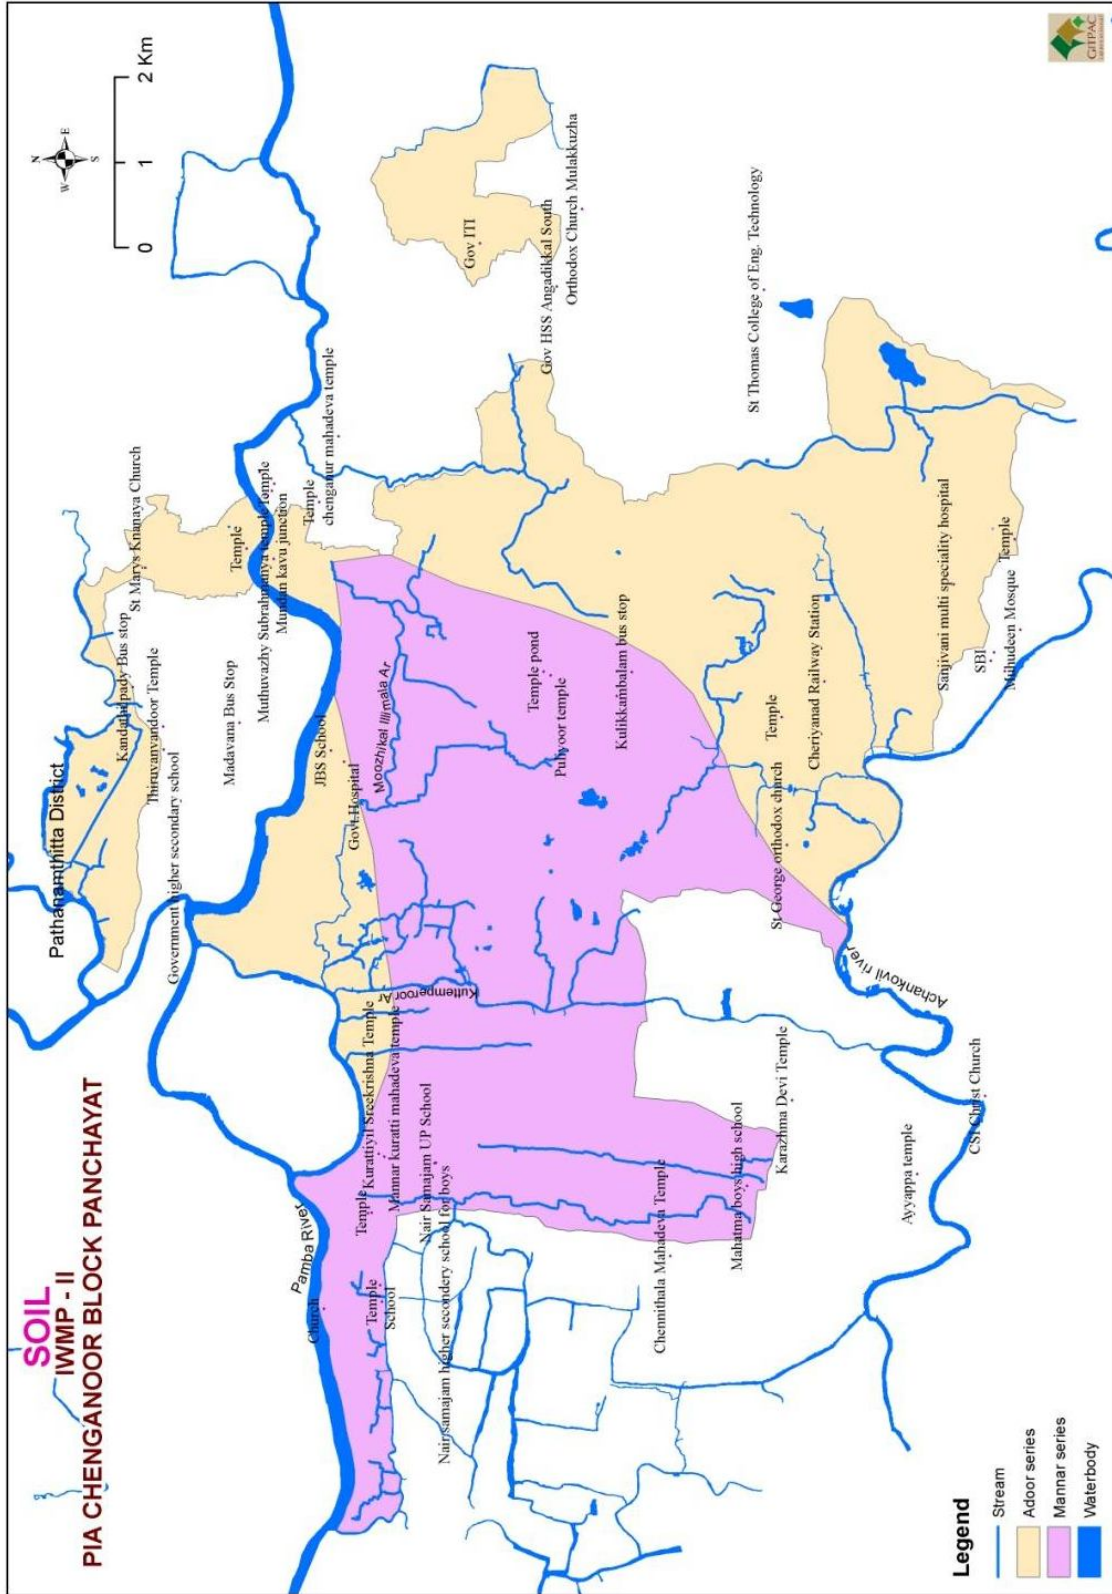 SOIL
IWMP - II
PIA CHENGANOOR BLOCK PANCHAYAT
N
W
E
S
0
1
2 Km
GITPAC
Pathanamthitta District
Kandathilpady Bus stop
St Marys Knanaya Church
Thiruvanvandoor Temple
Government higher secondary school
Madavana Bus Stop
Temple
Muthuvazhy Subrahmanya temple
Temple
Mundan kavu junction
Temple
chenganur mahadeva temple
JBS School
Govt Hospital
Moozhikal Illimala Ar
Gov ITI
Gov HSS Angadikkal South
Orthodox Church Mulakkuzha
Pamba River
Church
Temple
Kurattiyil Sreekrishna Temple
Mannar kuratti mahadeva temple
Kuttemperoor Ar
Temple
School
Nair Samajam UP School
Nair samajam higher secondery school for boys
Temple pond
Puliyoor temple
Kulikkambalam bus stop
St Thomas College of Eng. Technology
Chennithala Mahadeva Temple
Mahatma boys high school
Karazhma Devi Temple
St George orthodox church
Temple
Cheriyanad Railway Station
Achankovil river
Ayyappa temple
CSI Christ Church
Sanjivani multi speciality hospital
SBI
Muhudeen Mosque
Temple
Legend
Stream
Adoor series
Mannar series
Waterbody